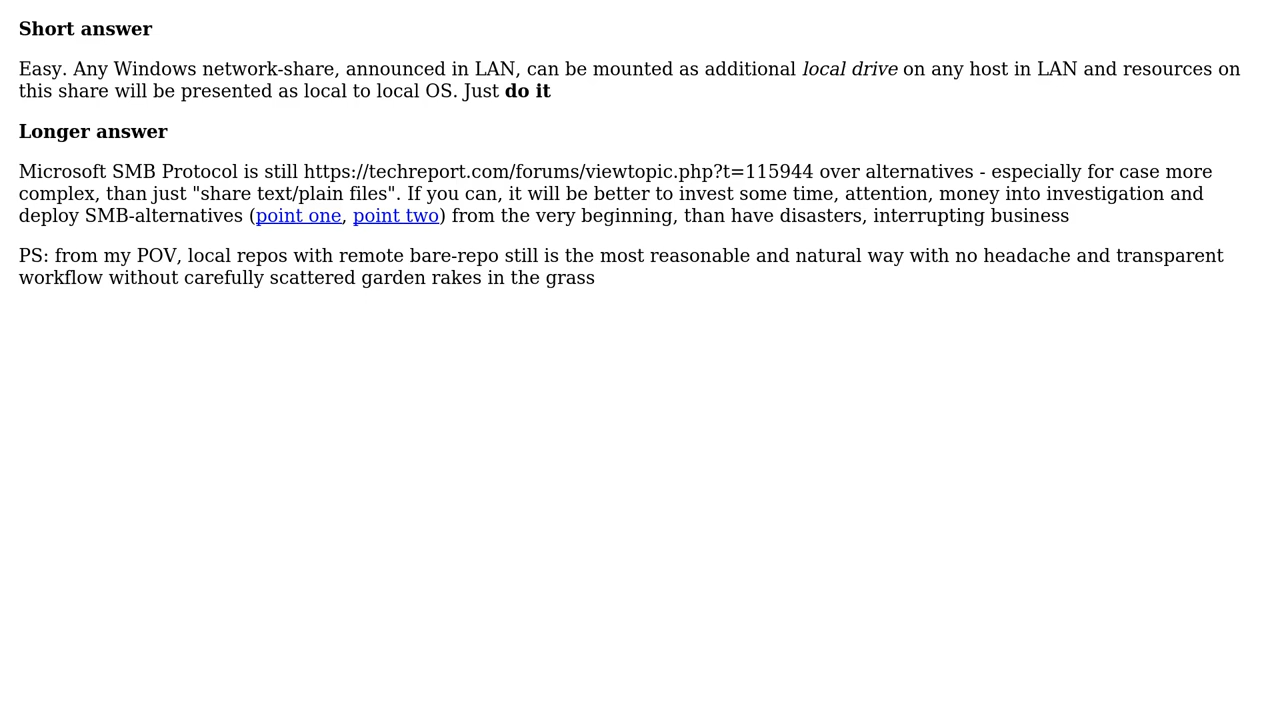 Short answer
Easy. Any Windows network-share, announced in LAN, can be mounted as additional local drive on any host in LAN and resources on
this share will be presented as local to local OS. Just do it
Longer answer
Microsoft SMB Protocol is still https://techreport.com/forums/viewtopic.php?t=115944 over alternatives - especially for case more
complex, than just "share text/plain files". If you can, it will be better to invest some time, attention, money into investigation and
deploy SMB-alternatives (point one, point two) from the very beginning, than have disasters, interrupting business
PS: from my POV, local repos with remote bare-repo still is the most reasonable and natural way with no headache and transparent
workflow without carefully scattered garden rakes in the grass